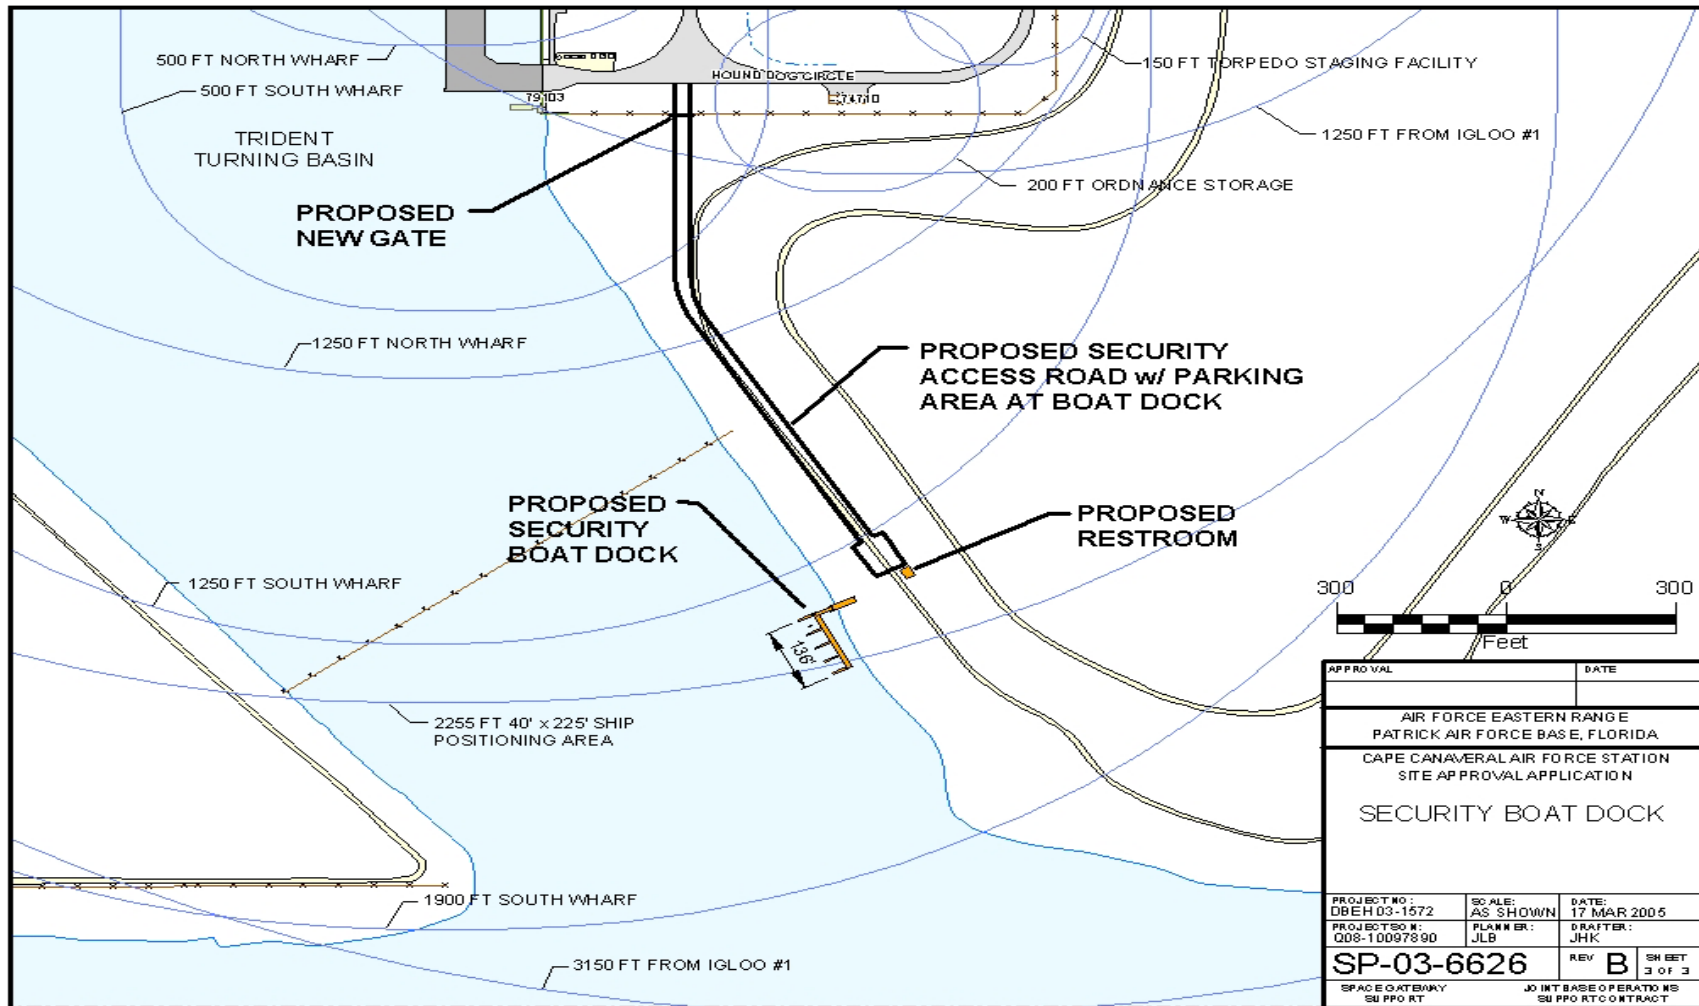 500 FT NORTH WHARF
500 FT SOUTH WHARF
TRIDENT
TURNING BASIN
79103
HOUND DOG CIRCLE
74710
150 FT TORPEDO STAGING FACILITY
1250 FT FROM IGLOO #1
200 FT ORDNANCE STORAGE
PROPOSED
NEW GATE
1250 FT NORTH WHARF
PROPOSED SECURITY
ACCESS ROAD w/ PARKING
AREA AT BOAT DOCK
PROPOSED
SECURITY
BOAT DOCK
PROPOSED
RESTROOM
N
W E
S
1250 FT SOUTH WHARF
136'
300 0 300
Feet
2255 FT 40' x 225' SHIP
POSITIONING AREA
1900 FT SOUTH WHARF
3150 FT FROM IGLOO #1
APPROVAL DATE
AIR FORCE EASTERN RANGE
PATRICK AIR FORCE BASE, FLORIDA
CAPE CANAVERAL AIR FORCE STATION
SITE APPROVAL APPLICATION
SECURITY BOAT DOCK
PROJECT NO: SCALE: DATE:
DBEH03-1572 AS SHOWN 17 MAR 2005
PROJECT SON: PLANNER: DRAFTER:
Q08-10097890 JLB JHK
SP-03-6626 REV B SHEET
3 OF 3
SPACE GATEWAY JOINT BASE OPERATIONS
SUPPORT SUPPORT CONTRACT